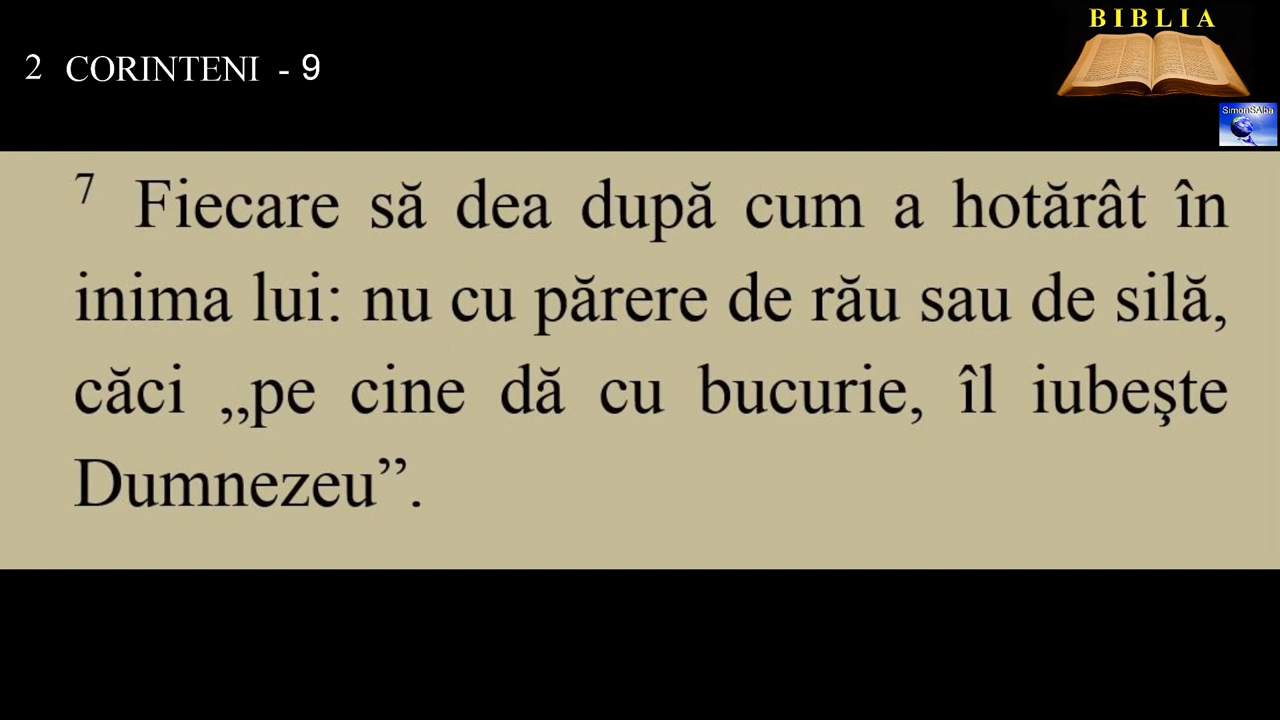 BIBLIA
2 CORINTENI - 9
SimonSAlba
7 Fiecare să dea după cum a hotărât în
inima lui: nu cu părere de rău sau de silă,
căci „pe cine dă cu bucurie, îl iubeşte
Dumnezeu”.